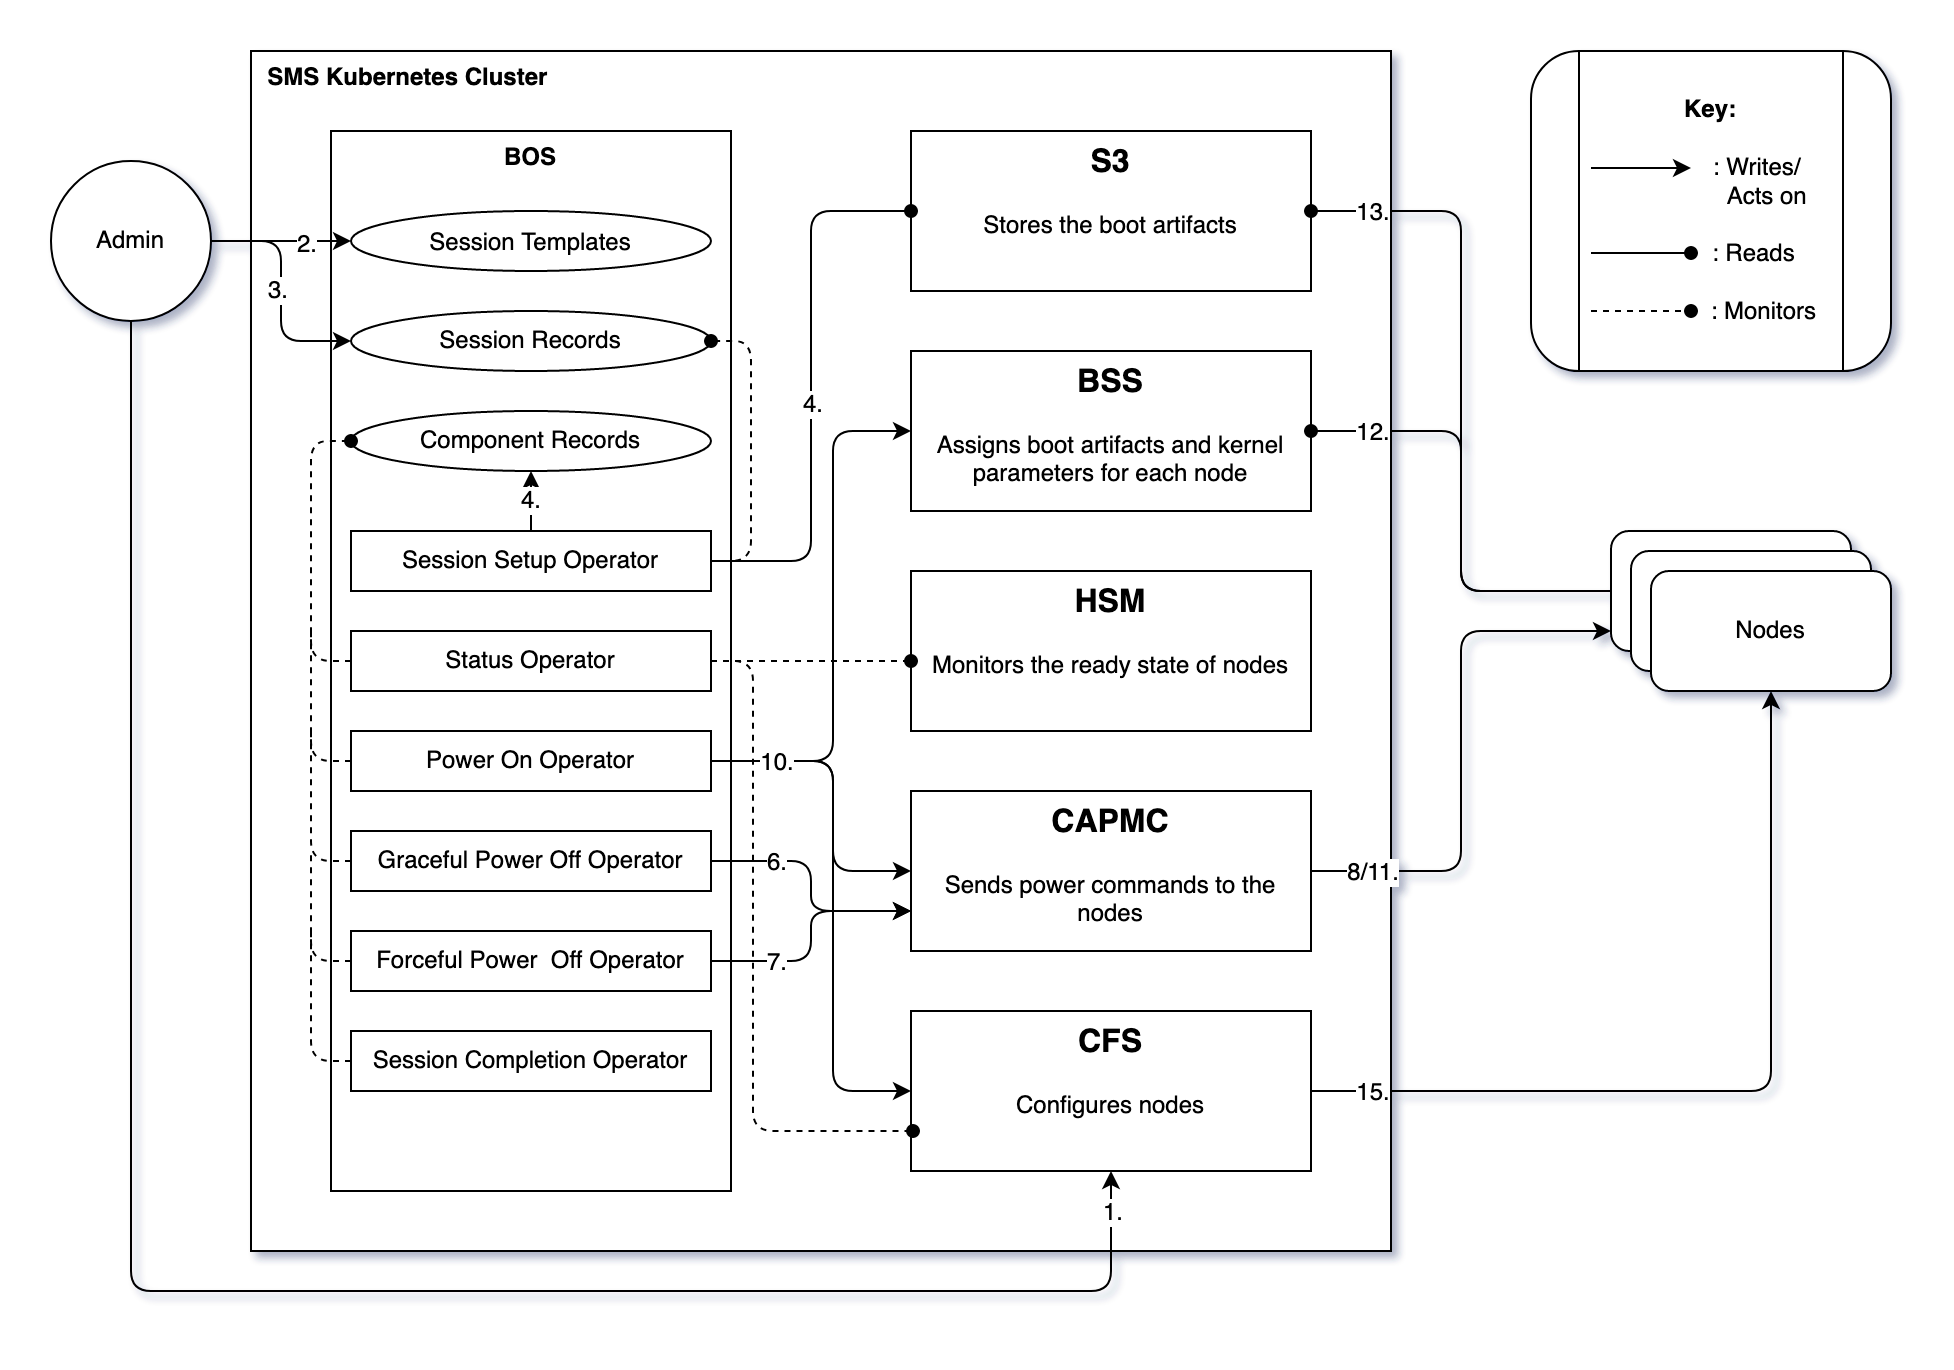 SMS Kubernetes Cluster
BOS
Admin
2.
Session Templates
3.
Session Records
Component Records
4.
Session Setup Operator
Status Operator
Power On Operator
10.
Graceful Power Off Operator
6.
Forceful Power  Off Operator
7.
Session Completion Operator
4.
S3
Stores the boot artifacts
13.
BSS
Assigns boot artifacts and kernel
parameters for each node
12.
HSM
Monitors the ready state of nodes
CAPMC
Sends power commands to the
nodes
8/11.
CFS
Configures nodes
15.
1.
Key:
: Writes/
Acts on
: Reads
: Monitors
Nodes